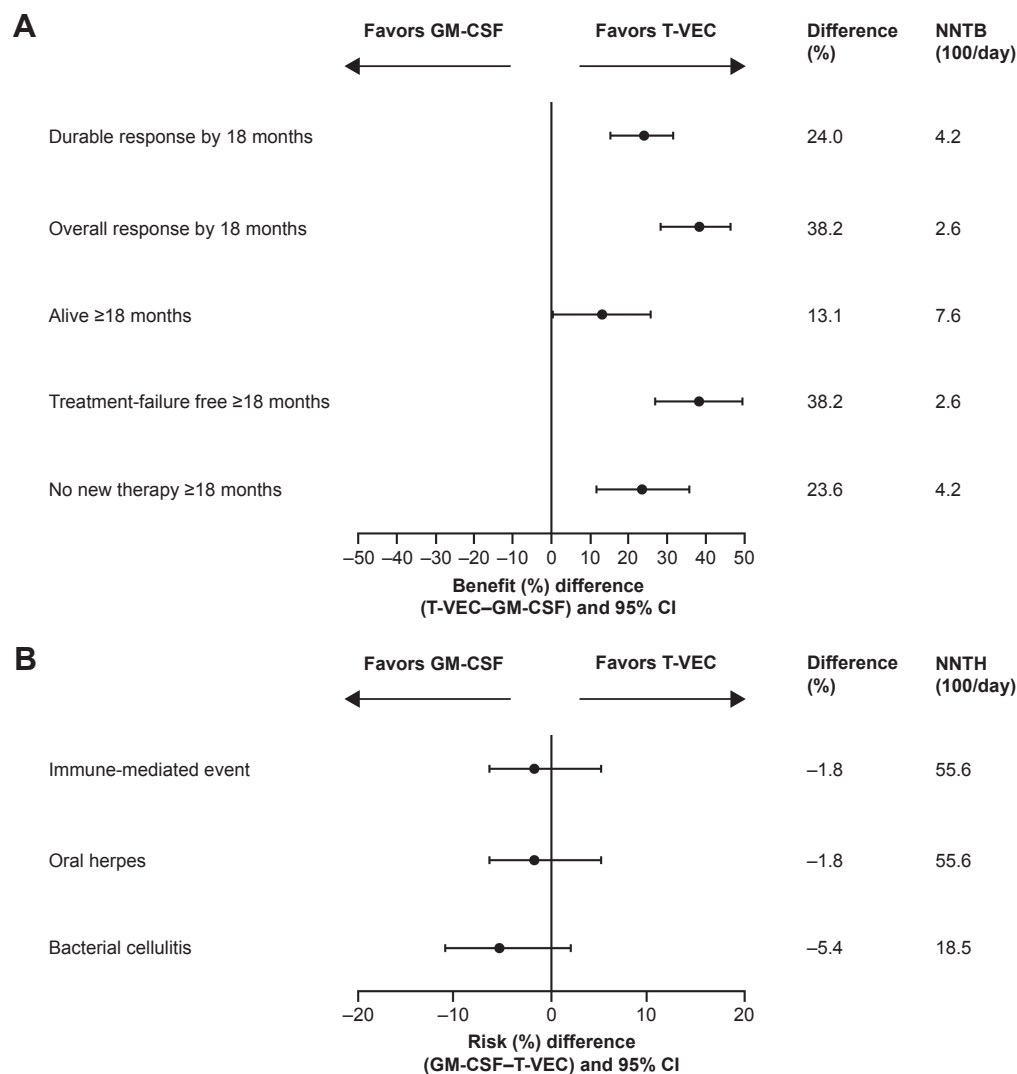 A
Favors GM-CSF Favors T-VEC Difference NNTB
(%) (100/day)
Durable response by 18 months 24.0 4.2
Overall response by 18 months 38.2 2.6
Alive ≥18 months 13.1 7.6
Treatment-failure free ≥18 months 38.2 2.6
No new therapy ≥18 months 23.6 4.2
–50 –40 –30 –20 –10 0 10 20 30 40 50
Benefit (%) difference
(T-VEC–GM-CSF) and 95% CI
B
Favors GM-CSF Favors T-VEC Difference NNTH
(%) (100/day)
Immune-mediated event –1.8 55.6
Oral herpes –1.8 55.6
Bacterial cellulitis –5.4 18.5
–20 –10 0 10 20
Risk (%) difference
(GM-CSF–T-VEC) and 95% CI